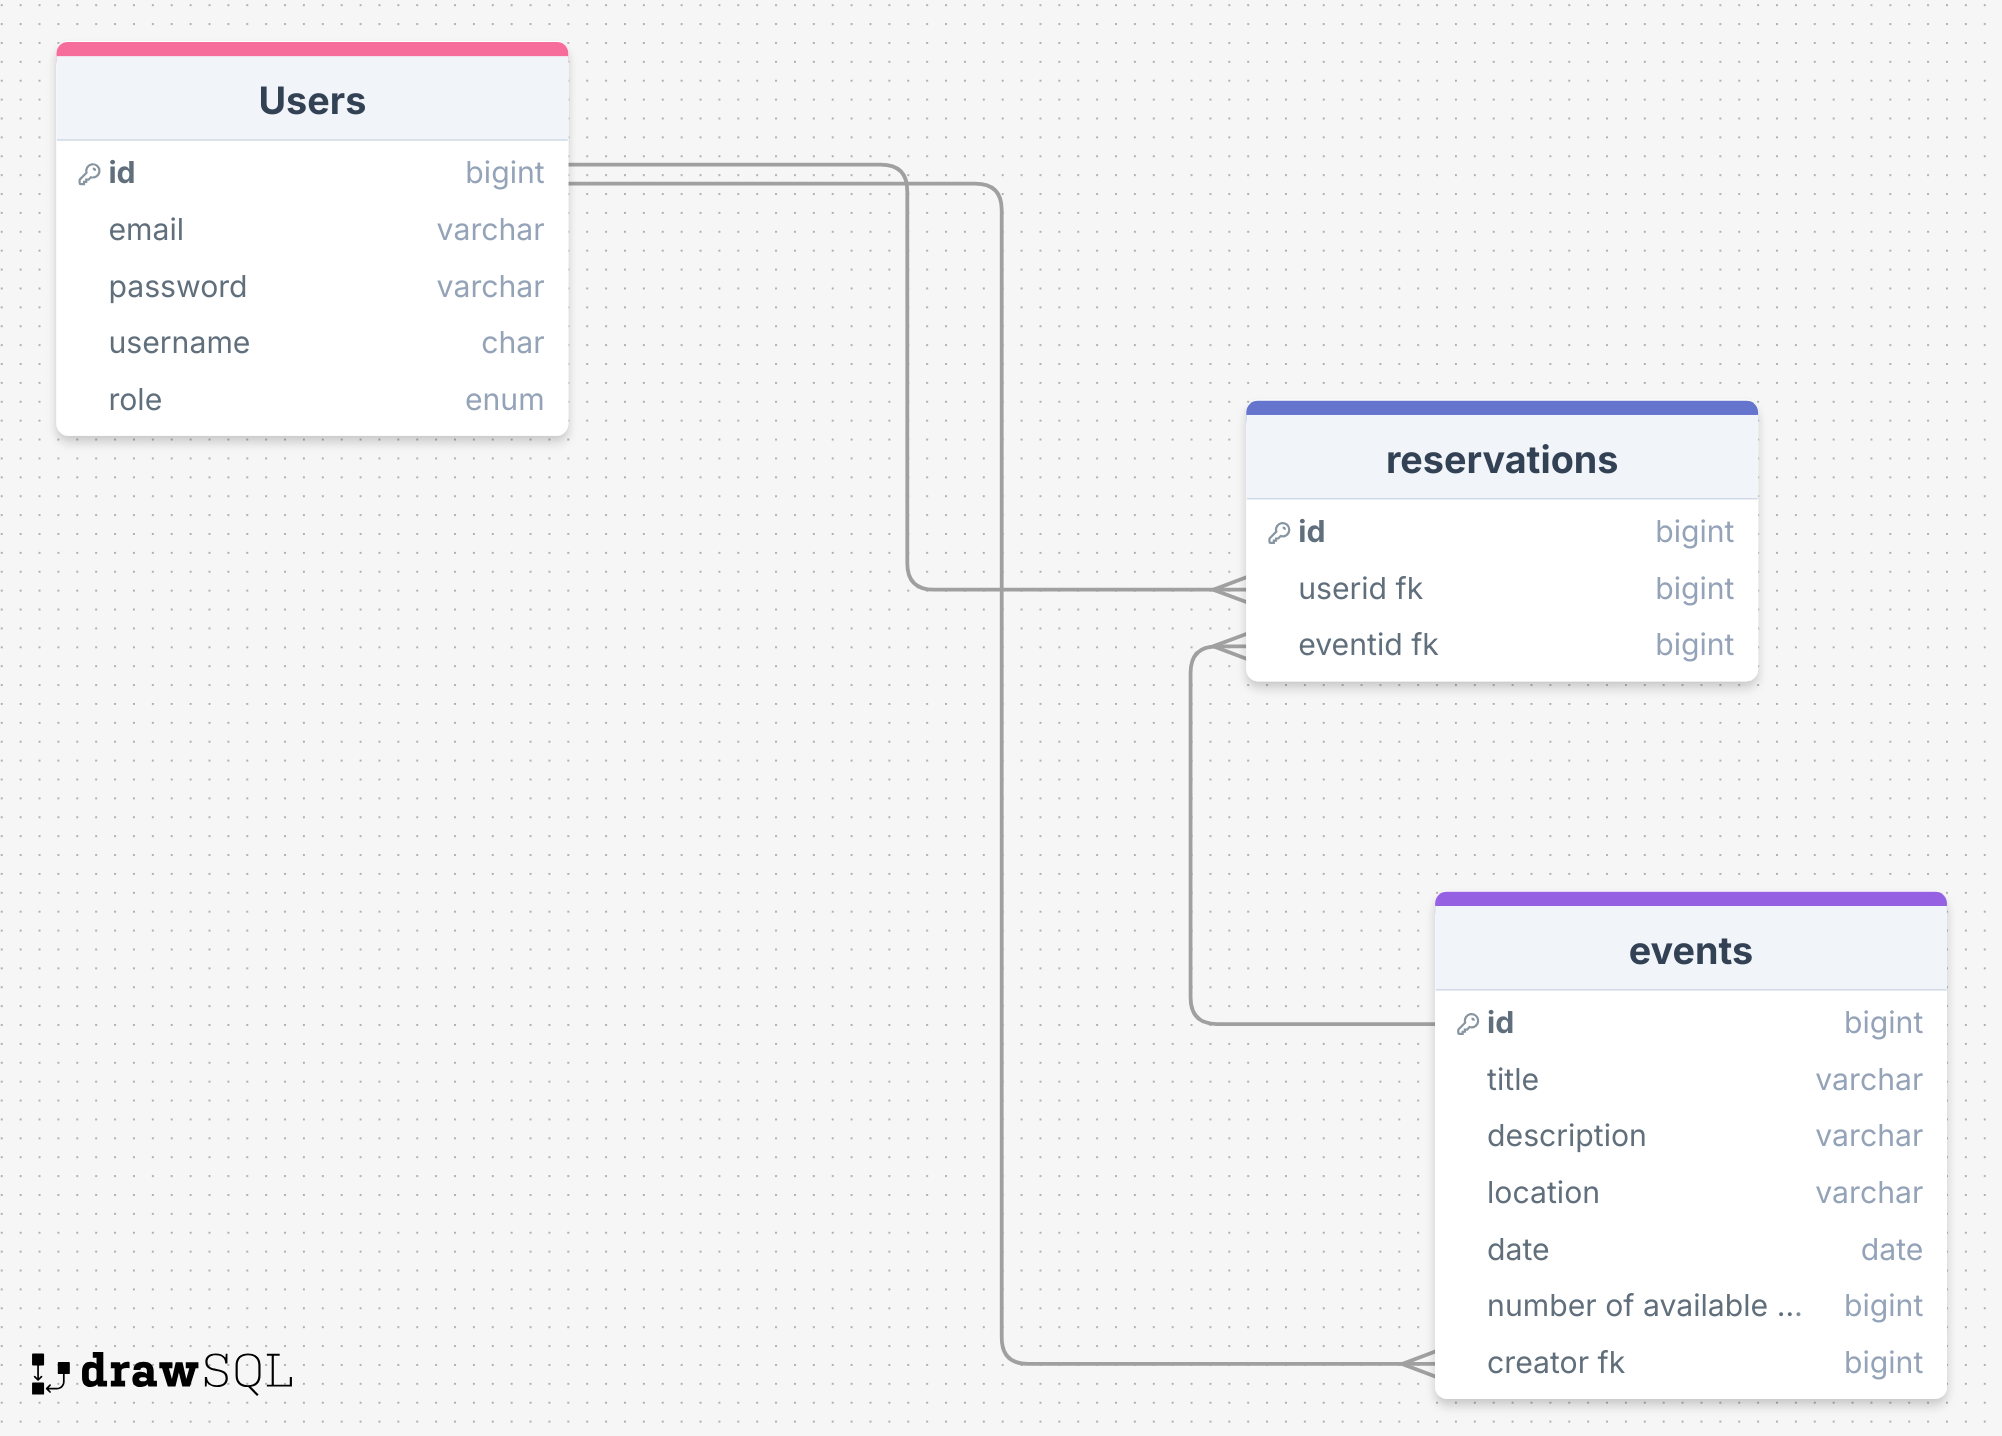 Users
id bigint
email varchar
password varchar
username char
role enum
reservations
id bigint
userid fk bigint
eventid fk bigint
events
id bigint
title varchar
description varchar
location varchar
date date
number of available ... bigint
creator fk bigint
drawSQL